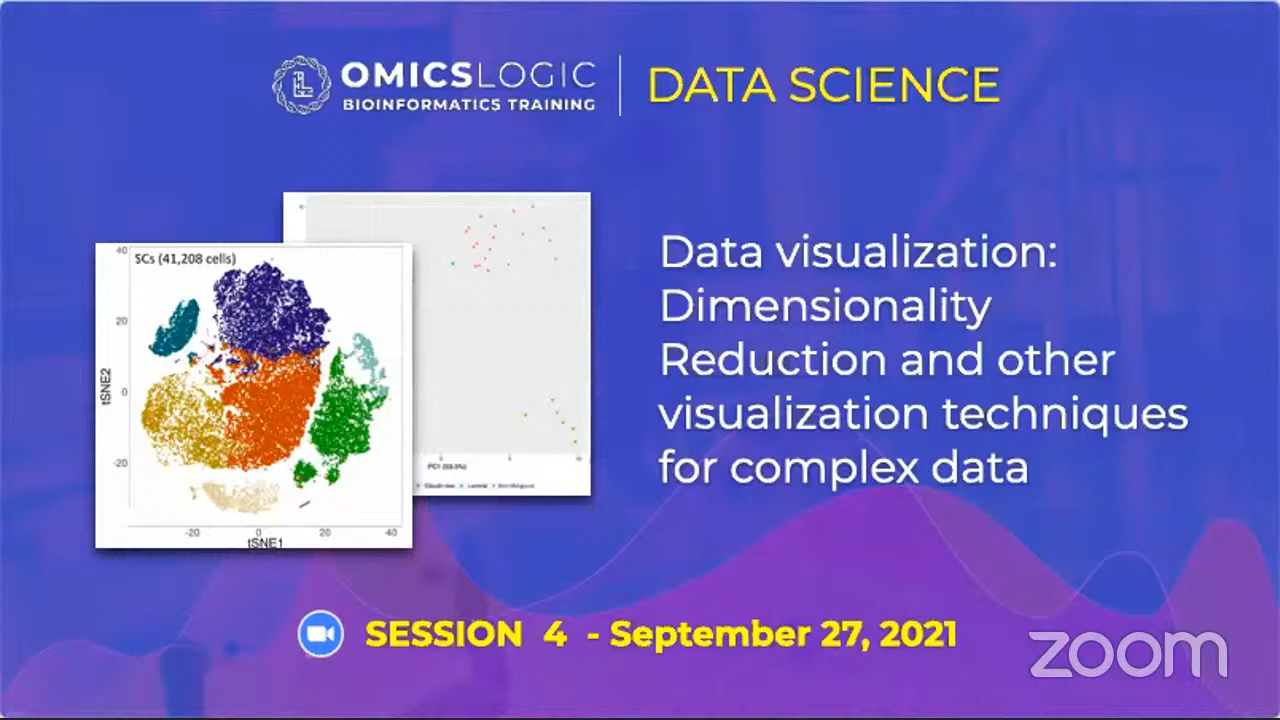 OMICSLOGIC
BIOINFORMATICS TRAINING
DATA SCIENCE
SCs (41,208 cells)
40
20
0
-20
tSNE2
-20
0
20
40
tSNE1
Data visualization:
Dimensionality
Reduction and other
visualization techniques
for complex data
SESSION 4 - September 27, 2021
zoom